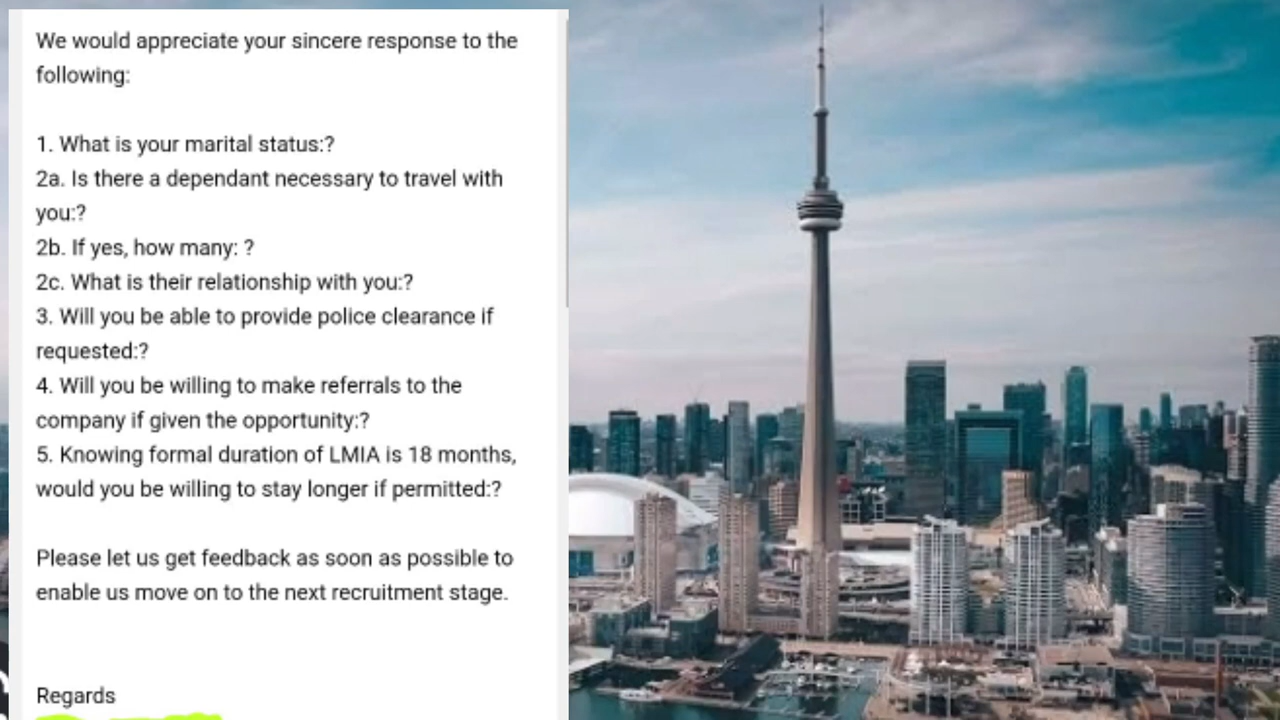 We would appreciate your sincere response to the
following:
1. What is your marital status:?
2a. Is there a dependant necessary to travel with
you:?
2b. If yes, how many: ?
2c. What is their relationship with you:?
3. Will you be able to provide police clearance if
requested:?
4. Will you be willing to make referrals to the
company if given the opportunity:?
5. Knowing formal duration of LMIA is 18 months,
would you be willing to stay longer if permitted:?
Please let us get feedback as soon as possible to
enable us move on to the next recruitment stage.
Regards